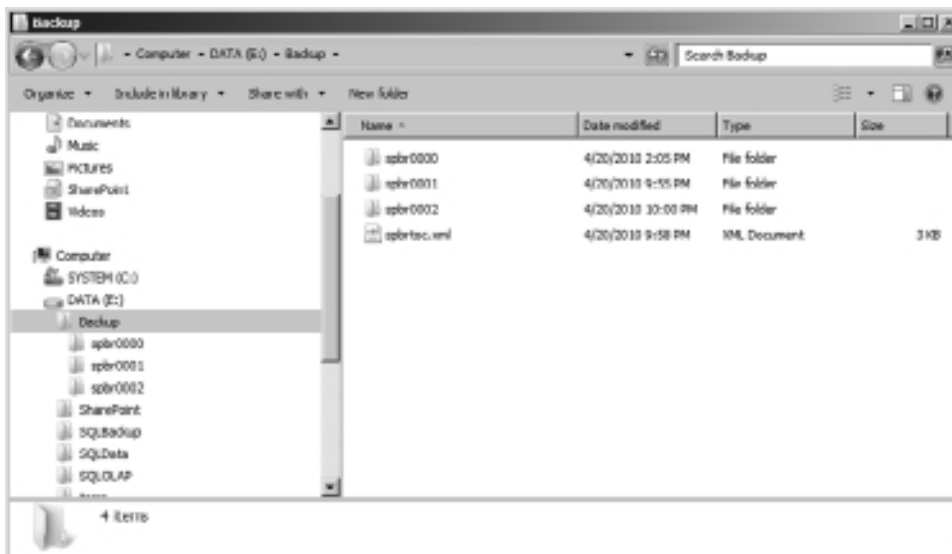 Backup
Computer - DATA (E:) - Backup -
Search Backup
Organize Include in library Share with New folder
Documents
Music
Pictures
SharePoint
Videos
Computer
SYSTEM (C:)
DATA (E:)
Backup
spbr0000
spbr0001
spbr0002
SharePoint
SQLBackup
SQLData
SQLOLAP
Name Date modified Type Size
spbr0000 4/20/2010 2:05 PM File folder
spbr0001 4/20/2010 9:55 PM File folder
spbr0002 4/20/2010 10:00 PM File folder
spbrtoc.xml 4/20/2010 9:58 PM XML Document 3 KB
4 items